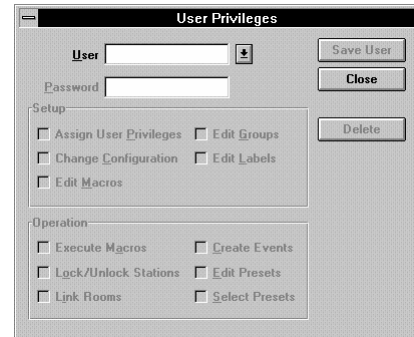 User Privileges
User
Save User
Close
Password
Setup
Assign User Privileges
Edit Groups
Delete
Change Configuration
Edit Labels
Edit Macros
Operation
Execute Macros
Create Events
Lock/Unlock Stations
Edit Presets
Link Rooms
Select Presets